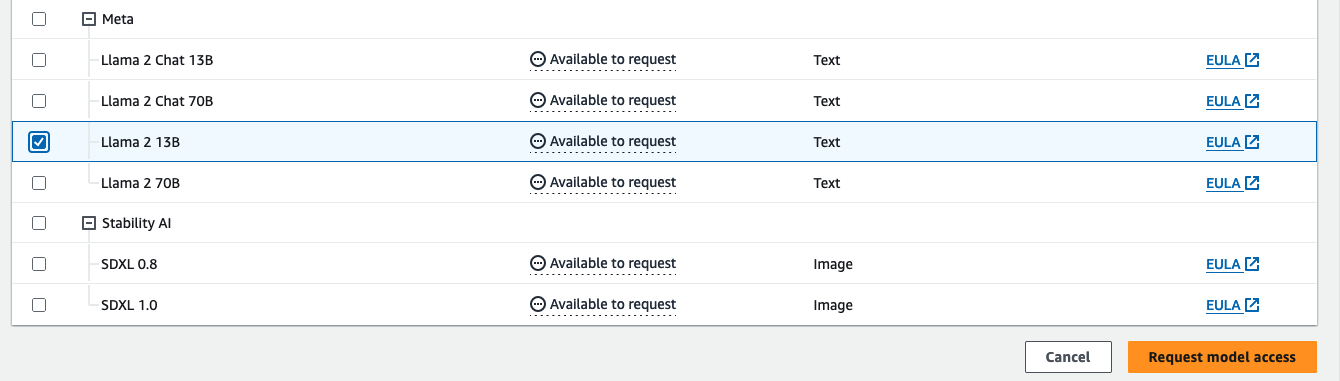 Meta
Llama 2 Chat 13B Available to request Text EULA
Llama 2 Chat 70B Available to request Text EULA
Llama 2 13B Available to request Text EULA
Llama 2 70B Available to request Text EULA
Stability AI
SDXL 0.8 Available to request Image EULA
SDXL 1.0 Available to request Image EULA
Cancel Request model access